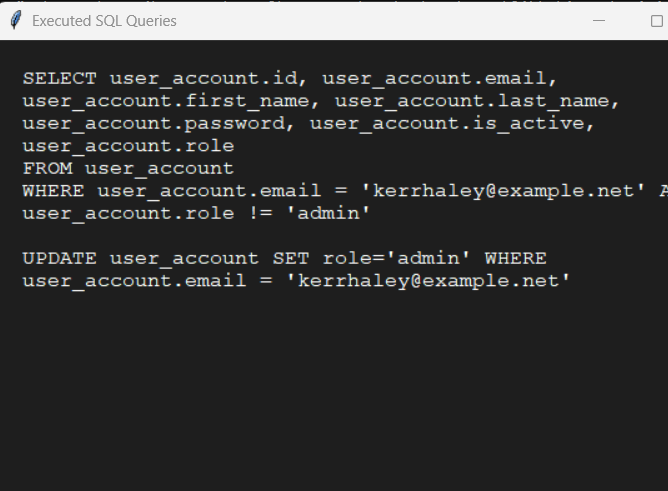 Executed SQL Queries
SELECT user_account.id, user_account.email,
user_account.first_name, user_account.last_name,
user_account.password, user_account.is_active,
user_account.role
FROM user_account
WHERE user_account.email = 'kerrhaley@example.net'
user_account.role != 'admin'
UPDATE user_account SET role='admin' WHERE
user_account.email = 'kerrhaley@example.net'